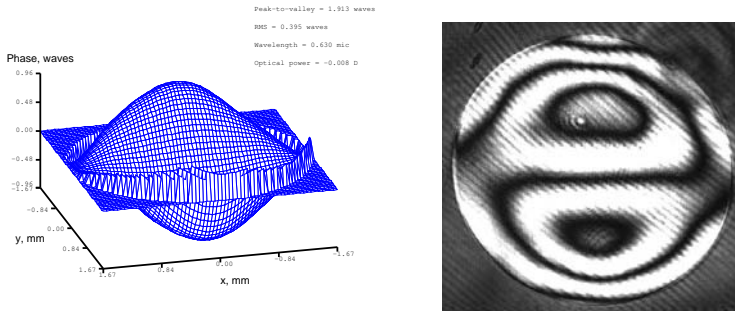 Peak-to-valley = 1.913 waves
RMS = 0.395 waves
Wavelength = 0.630 mic
Optical power = -0.008 D
Phase, waves
0.96
0.48
0.00
-0.48
-0.96
-1.67
-0.84
0.00
0.84
1.67
y, mm
1.67
0.84
0.00
-0.84
-1.67
x, mm